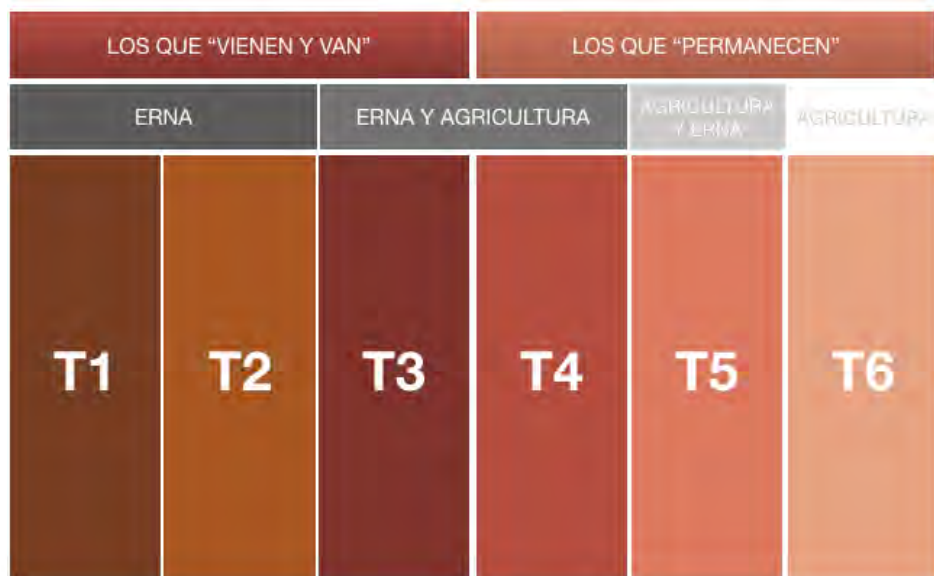 LOS QUE “VIENEN Y VAN”
LOS QUE “PERMANECEN”
ERNA
ERNA Y AGRICULTURA
AGRICULTURA
Y ERNA
AGRICULTURA
T1
T2
T3
T4
T5
T6